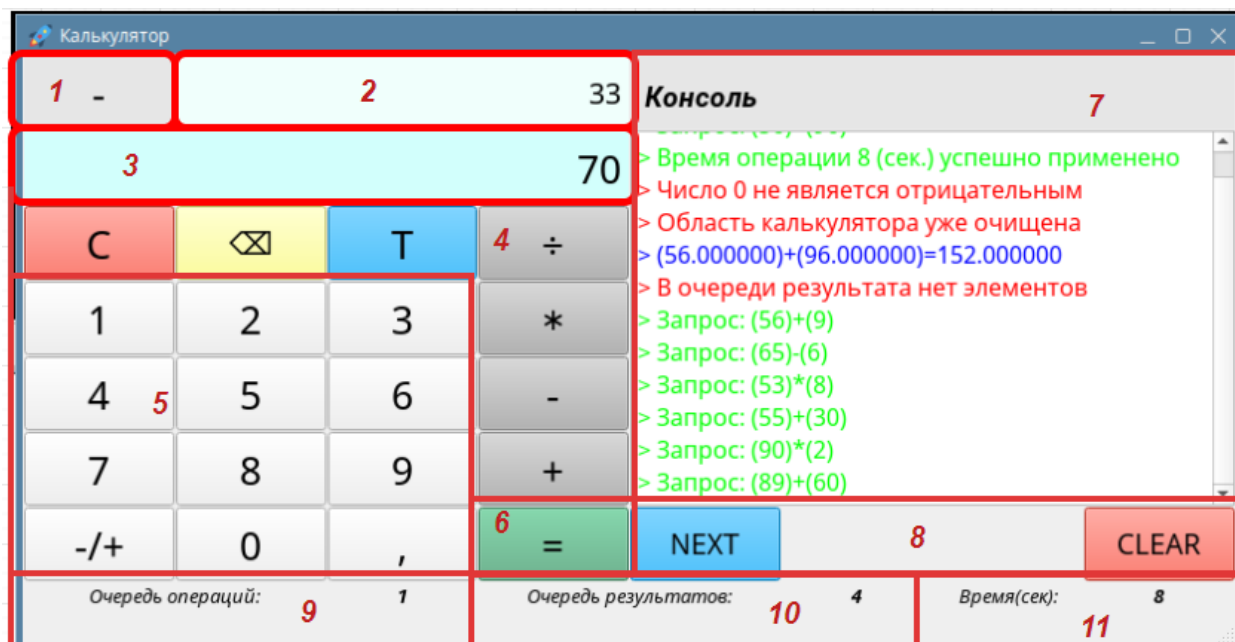 Калькулятор
1 - 2 33
Консоль 7
3 70
> Время операции 8 (сек.) успешно применено
> Число 0 не является отрицательным
> Область калькулятора уже очищена
> (56.000000)+(96.000000)=152.000000
> В очереди результата нет элементов
> Запрос: (56)+(9)
> Запрос: (65)-(6)
> Запрос: (53)*(8)
> Запрос: (55)+(30)
> Запрос: (90)*(2)
> Запрос: (89)+(60)
C ⌫ T 4 ÷
1 2 3 *
4 5 5 6 -
7 8 9 +
-/+ 0 , 6 =
NEXT 8 CLEAR
Очередь операций: 1 9
Очередь результатов: 4 10
Время(сек): 8 11